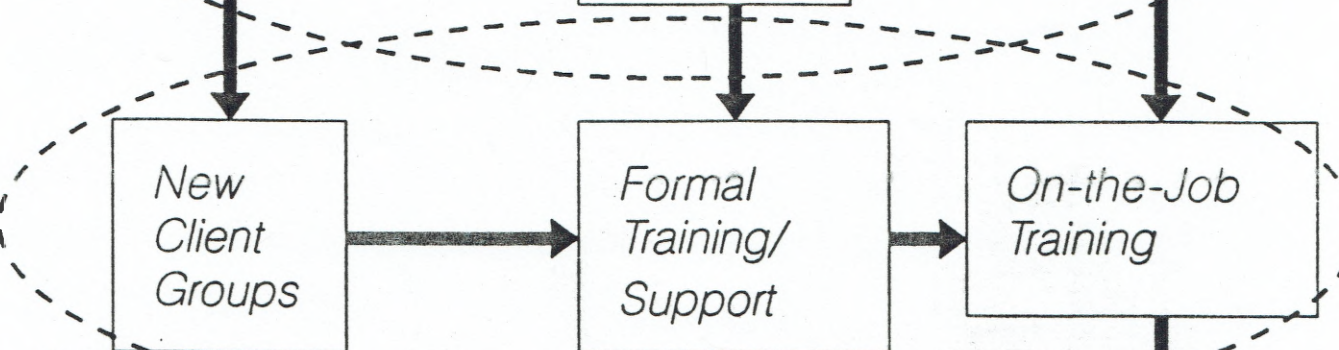 New
Client
Groups
Formal
Training/
Support
On-the-Job
Training